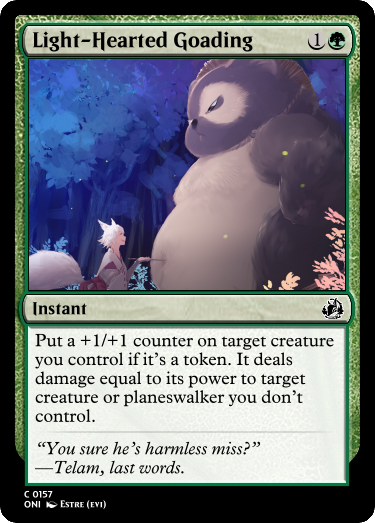 Light-Hearted Goading
1
Instant
Put a +1/+1 counter on target creature
you control if it's a token. It deals
damage equal to its power to target
creature or planeswalker you don't
control.
“You sure he's harmless miss?”
—Telam, last words.
C 0157
ONI ESTRE (EVI)